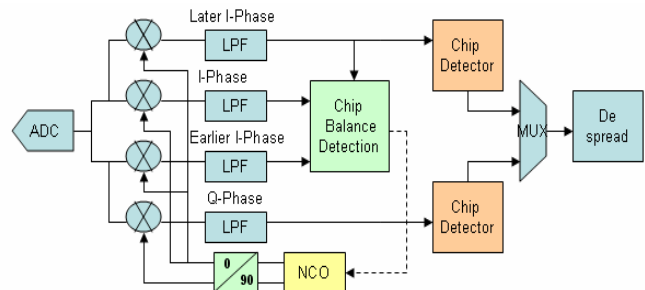 Later I-Phase
LPF
Chip
Detector
I-Phase
LPF
Chip
Balance
Detection
ADC
MUX
De
spread
Earlier I-Phase
LPF
Q-Phase
LPF
Chip
Detector
0
90
NCO